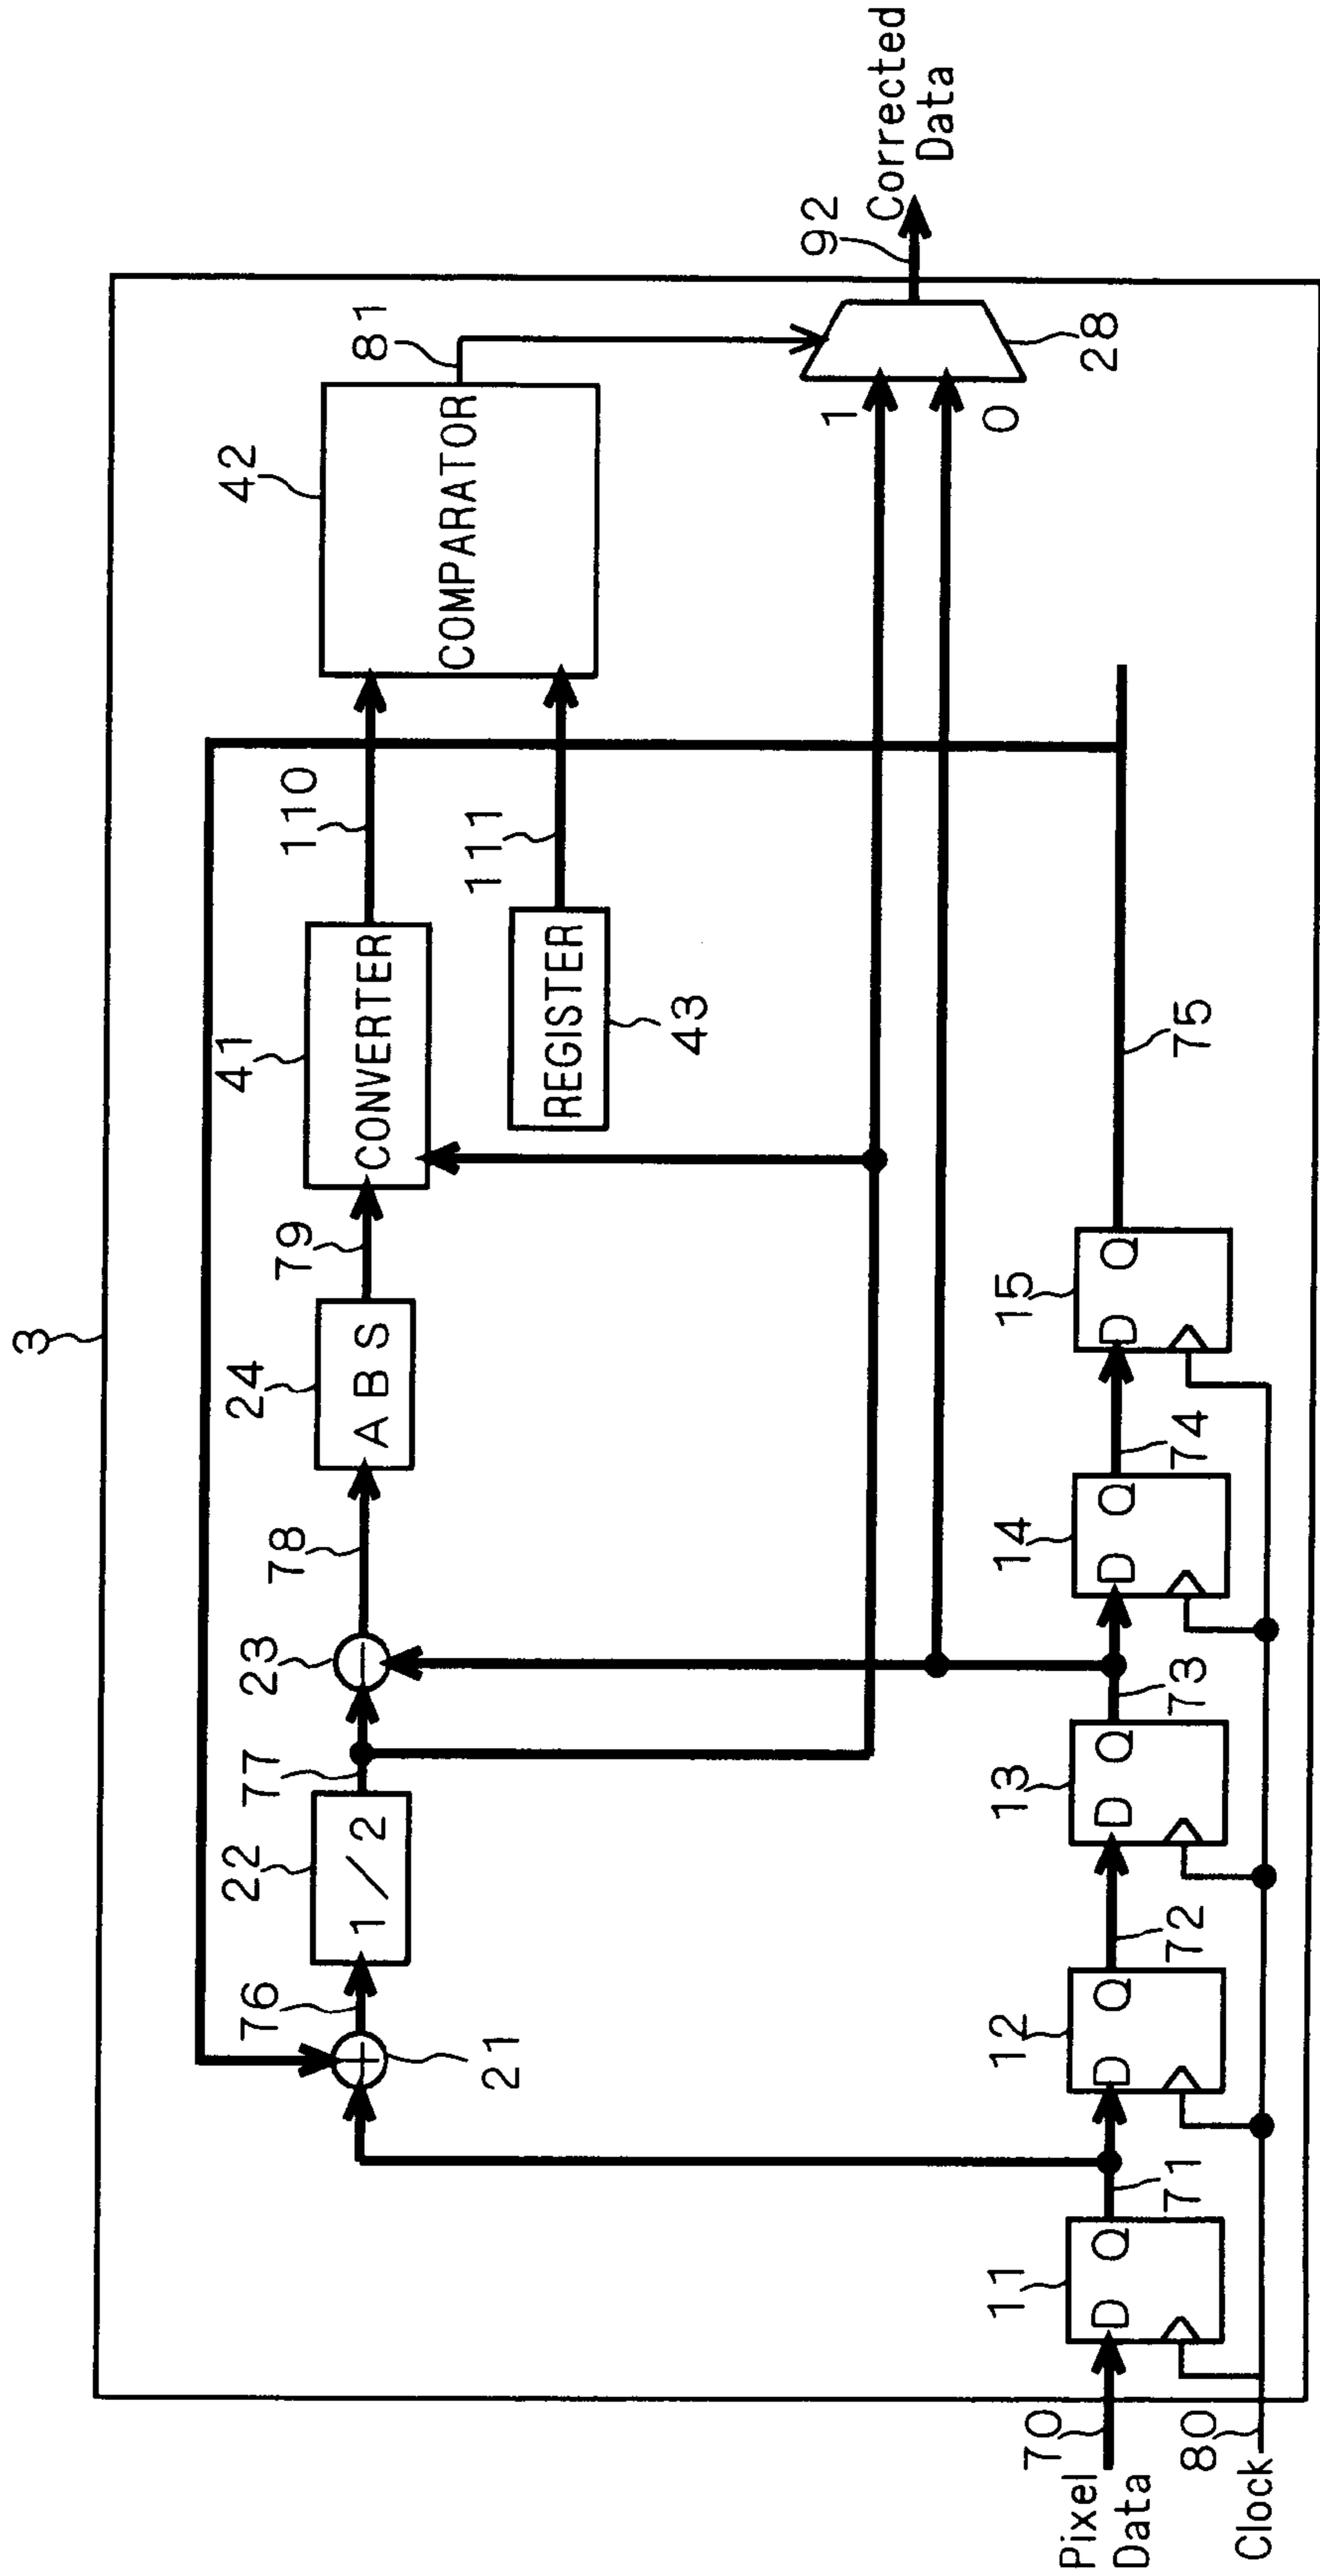 3
42
COMPARATOR
81
41
CONVERTER
110
24
A B S
79
23
78
22
1/2
77
76
21
REGISTER
43
111
1
0
28
92
Corrected
Data
11
D Q
71
12
D Q
72
13
D Q
73
14
D Q
74
15
D Q
75
70
Pixel
Data
80
Clock